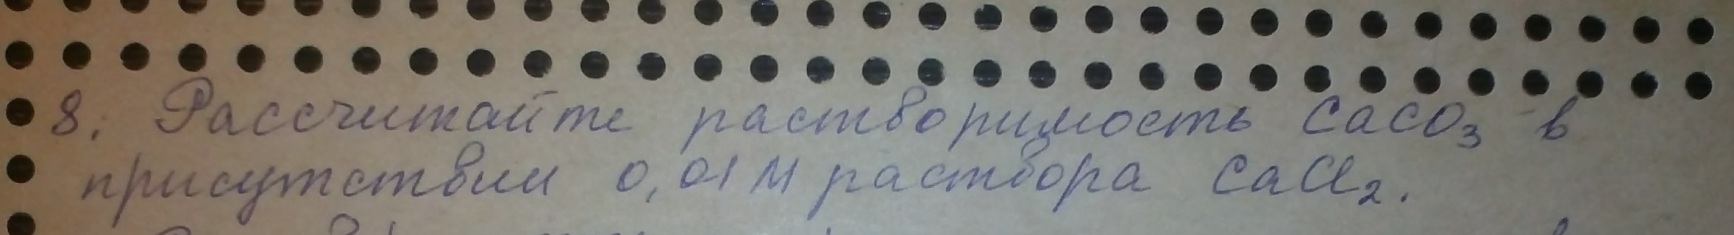 8. Рассчитайте растворимость CaCO₃ в
присутствии 0,01 М раствора CaCl₂.